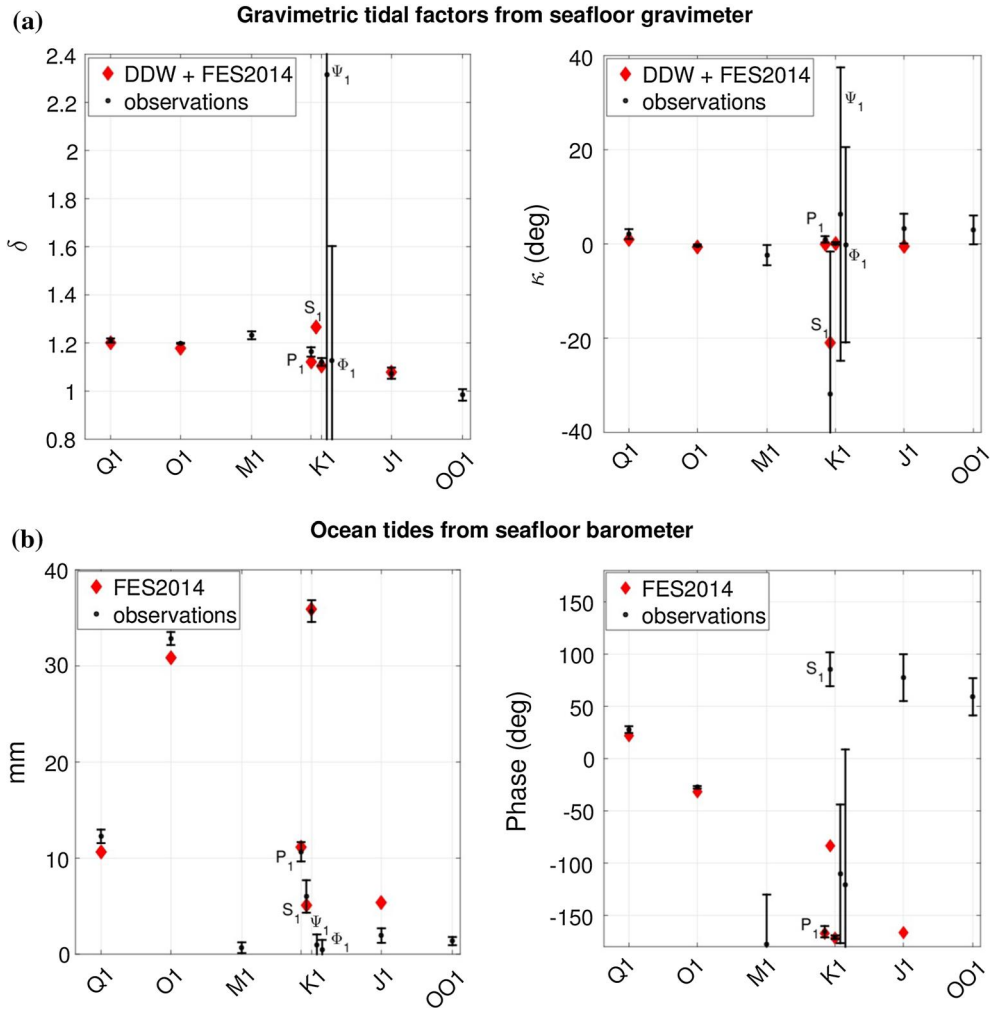 (a)
Gravimetric tidal factors from seafloor gravimeter
DDW + FES2014
observations
2.4
2.2
2
1.8
1.6
1.4
1.2
1
0.8
δ
Ψ1
S1
P1
Φ1
Q1
O1
M1
K1
J1
OO1
DDW + FES2014
observations
40
20
0
-20
-40
κ (deg)
Ψ1
P1
Φ1
S1
Q1
O1
M1
K1
J1
OO1
(b)
Ocean tides from seafloor barometer
FES2014
observations
40
30
20
10
0
mm
P1
S1
Ψ1
Φ1
Q1
O1
M1
K1
J1
OO1
FES2014
observations
150
100
50
0
-50
-100
-150
Phase (deg)
S1
P1
Q1
O1
M1
K1
J1
OO1